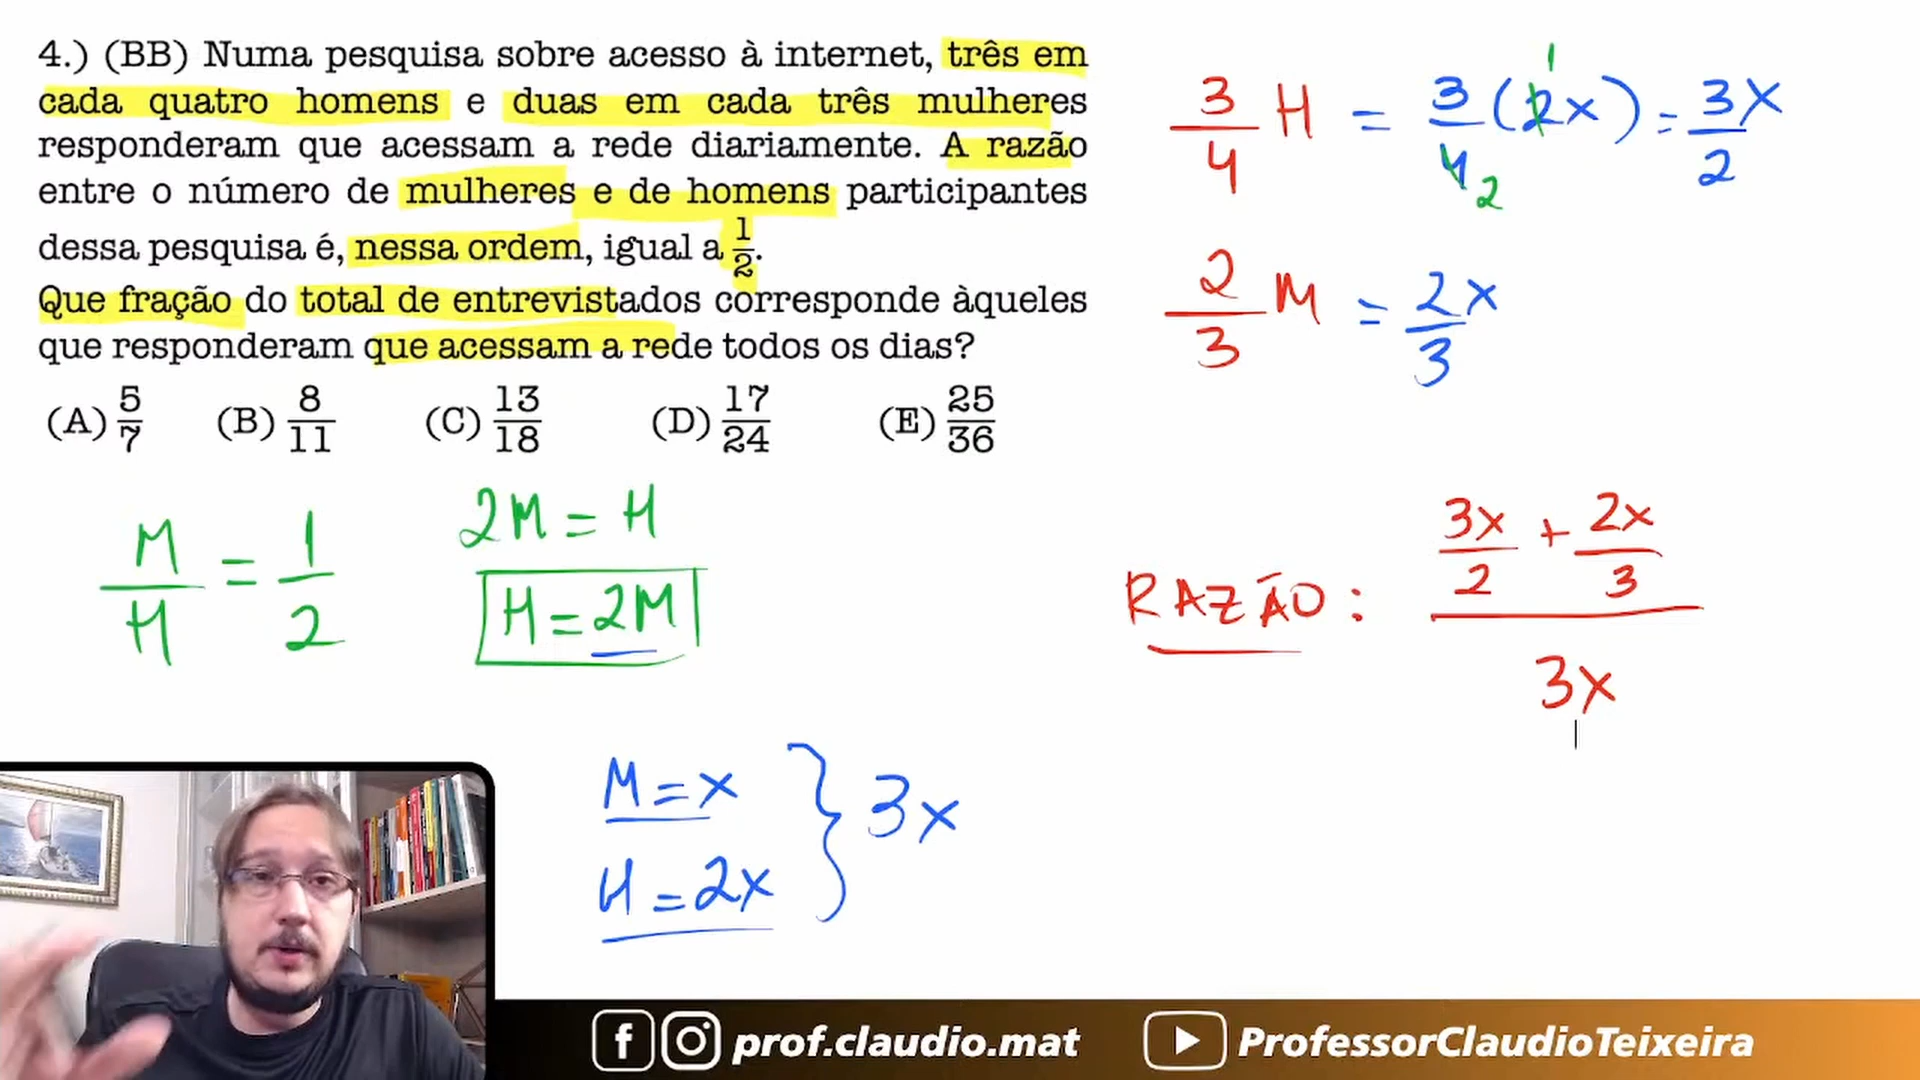 4.) (BB) Numa pesquisa sobre acesso à internet, três em
cada quatro homens e duas em cada três mulheres
responderam que acessam a rede diariamente. A razão
entre o número de mulheres e de homens participantes
dessa pesquisa é, nessa ordem, igual a 1/2.
Que fração do total de entrevistados corresponde àqueles
que responderam que acessam a rede todos os dias?
(A) 5/7 (B) 8/11 (C) 13/18 (D) 17/24 (E) 25/36
3/4 H = 3/4 (2x) = 3x/2
1
2
2/3 M = 2x/3
M/H = 1/2
2M = H
H = 2M
RAZÃO: (3x/2 + 2x/3)/3x
M = x
H = 2x
} 3x
prof.claudio.mat
ProfessorClaudioTeixeira